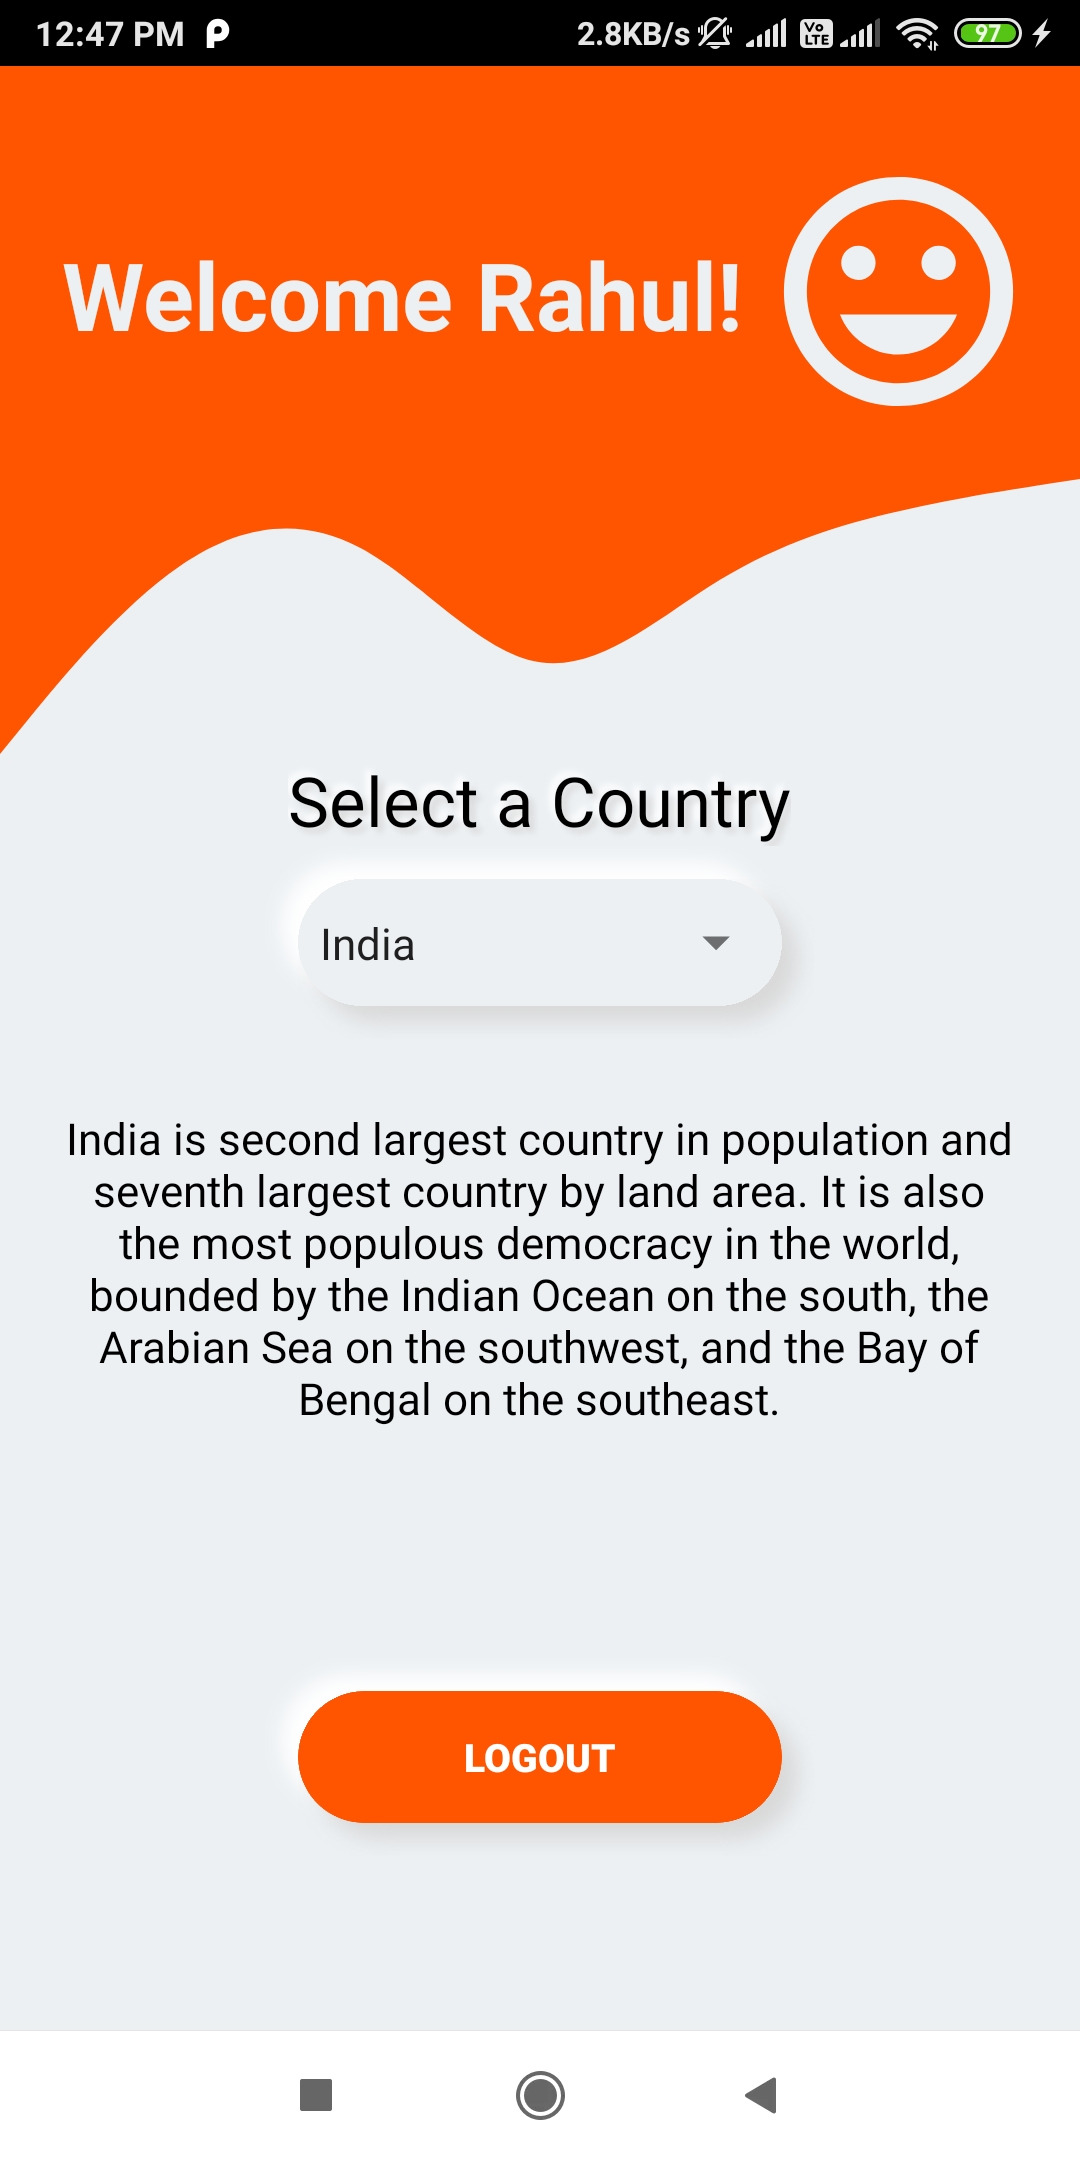 12:47 PM
2.8KB/s
Vo
LTE
97
Welcome Rahul!
Select a Country
India
India is second largest country in population and
seventh largest country by land area. It is also
the most populous democracy in the world,
bounded by the Indian Ocean on the south, the
Arabian Sea on the southwest, and the Bay of
Bengal on the southeast.
LOGOUT